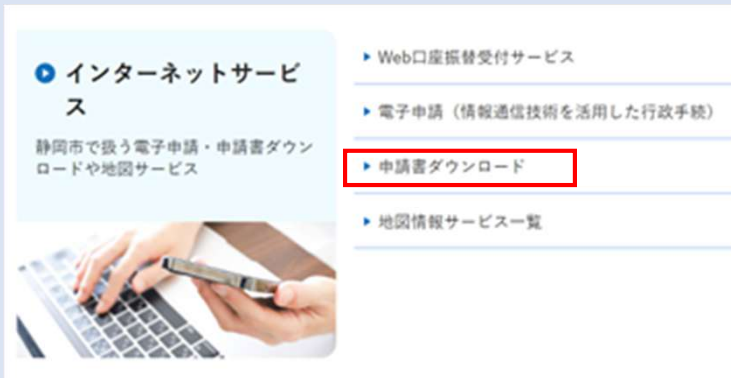 インターネットサービ
ス
静岡市で扱う電子申請・申請書ダウン
ロードや地図サービス
Web口座振替受付サービス
電子申請（情報通信技術を活用した行政手続）
申請書ダウンロード
地図情報サービス一覧